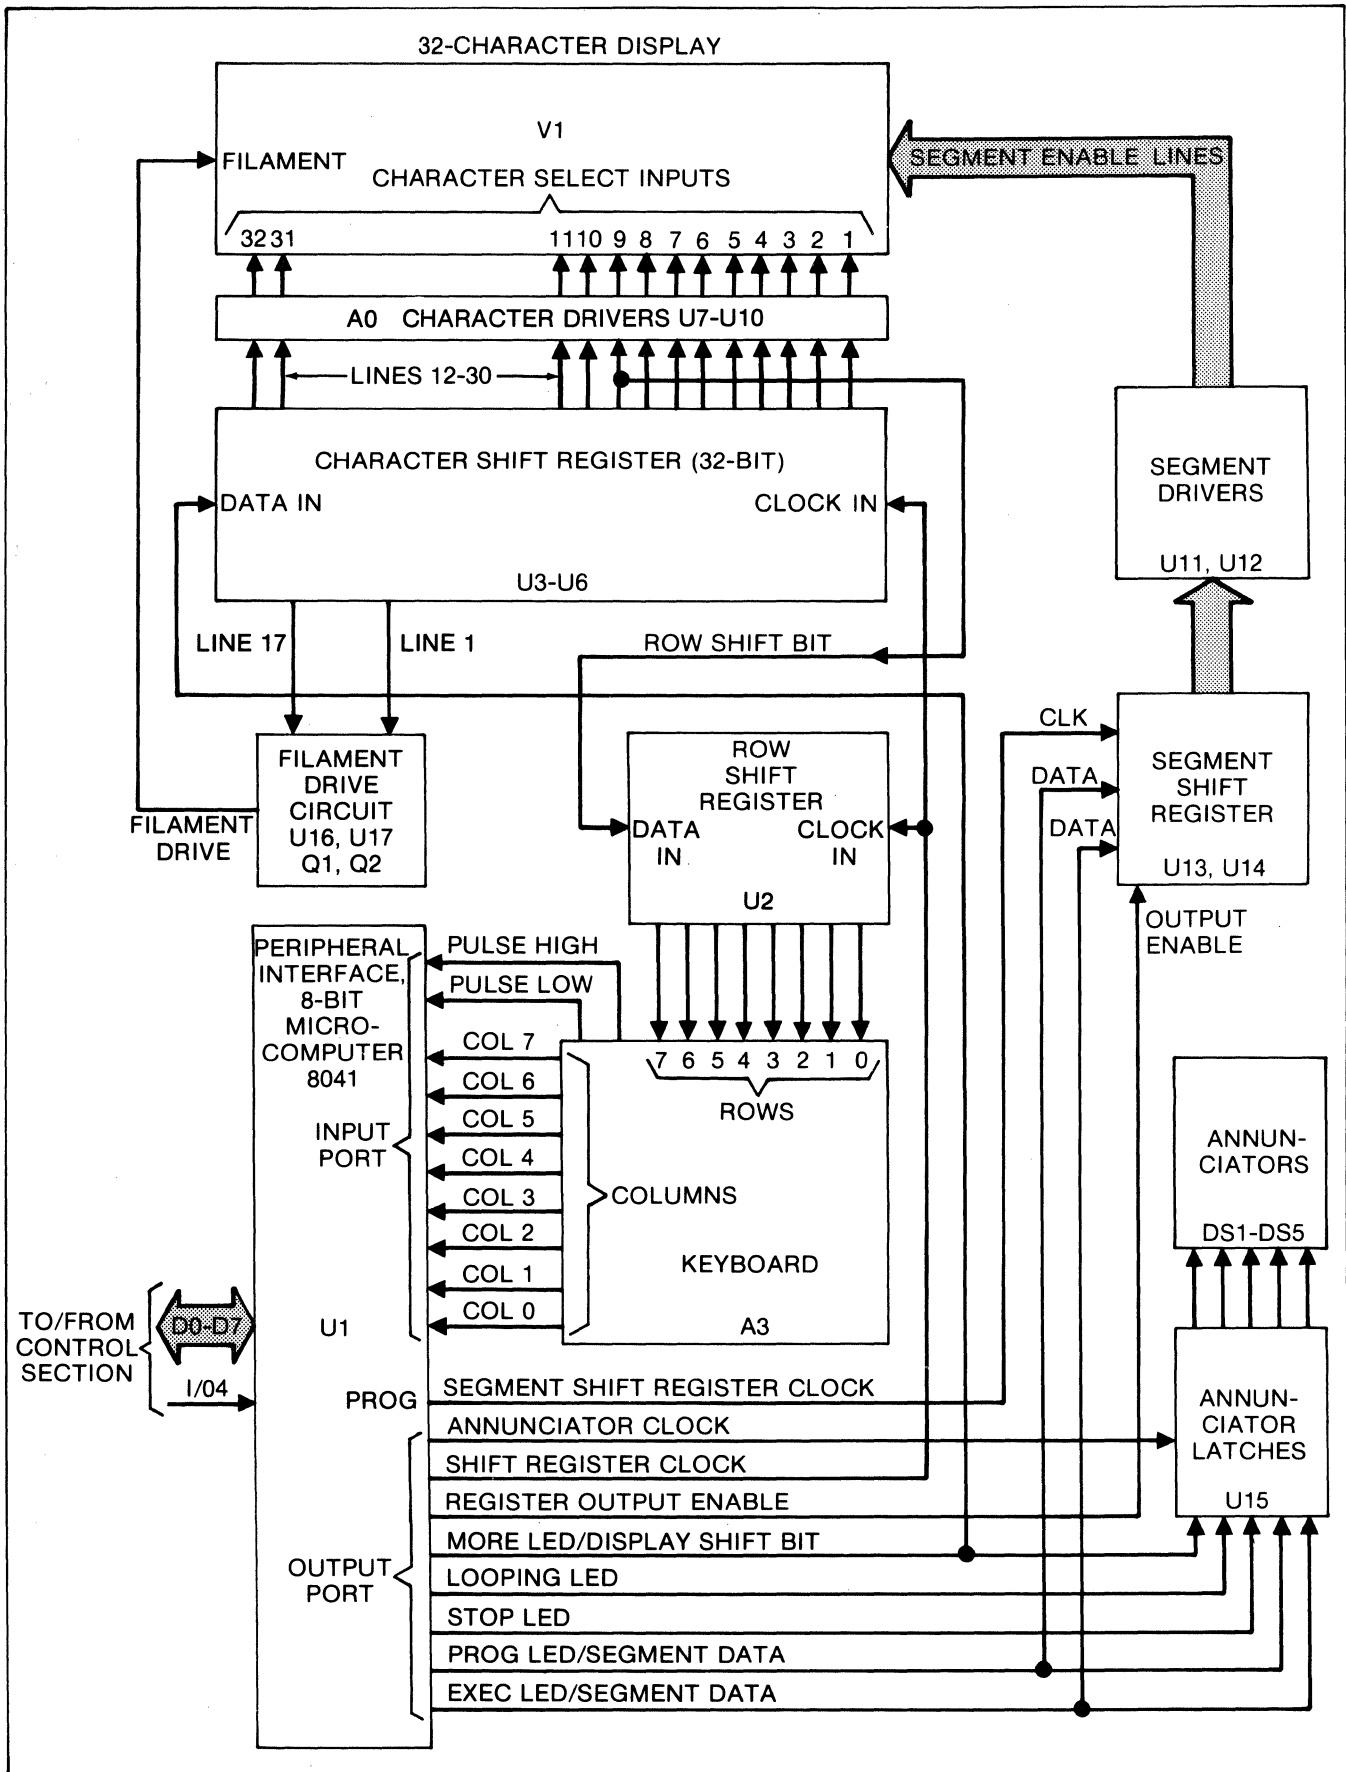 32-CHARACTER DISPLAY
V1
FILAMENT
CHARACTER SELECT INPUTS
32 31 11 10 9 8 7 6 5 4 3 2 1
SEGMENT ENABLE LINES
A0 CHARACTER DRIVERS U7-U10
LINES 12-30
CHARACTER SHIFT REGISTER (32-BIT)
DATA IN
CLOCK IN
U3-U6
SEGMENT
DRIVERS
U11, U12
LINE 17
LINE 1
ROW SHIFT BIT
FILAMENT
DRIVE
CIRCUIT
U16, U17
Q1, Q2
FILAMENT
DRIVE
ROW
SHIFT
REGISTER
DATA
IN
CLOCK
IN
U2
CLK
DATA
DATA
SEGMENT
SHIFT
REGISTER
U13, U14
OUTPUT
ENABLE
PERIPHERAL
INTERFACE,
8-BIT
MICRO-
COMPUTER
8041
INPUT
PORT
PULSE HIGH
PULSE LOW
COL 7
COL 6
COL 5
COL 4
COL 3
COL 2
COL 1
COL 0
7 6 5 4 3 2 1 0
ROWS
COLUMNS
KEYBOARD
A3
ANNUN-
CIATORS
DS1-DS5
TO/FROM
CONTROL
SECTION
D0-D7
I/04
U1
PROG
SEGMENT SHIFT REGISTER CLOCK
ANNUNCIATOR CLOCK
SHIFT REGISTER CLOCK
REGISTER OUTPUT ENABLE
MORE LED/DISPLAY SHIFT BIT
LOOPING LED
STOP LED
PROG LED/SEGMENT DATA
EXEC LED/SEGMENT DATA
OUTPUT
PORT
ANNUN-
CIATOR
LATCHES
U15